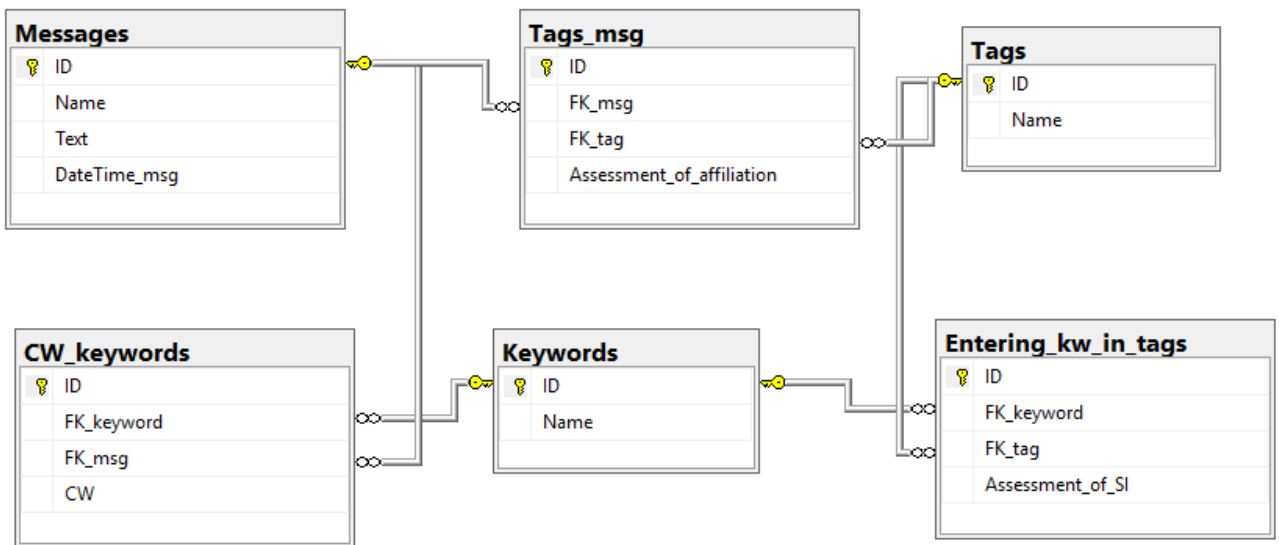 Messages
ID
Name
Text
DateTime_msg
Tags_msg
ID
FK_msg
FK_tag
Assessment_of_affiliation
Tags
ID
Name
CW_keywords
ID
FK_keyword
FK_msg
CW
Keywords
ID
Name
Entering_kw_in_tags
ID
FK_keyword
FK_tag
Assessment_of_SI